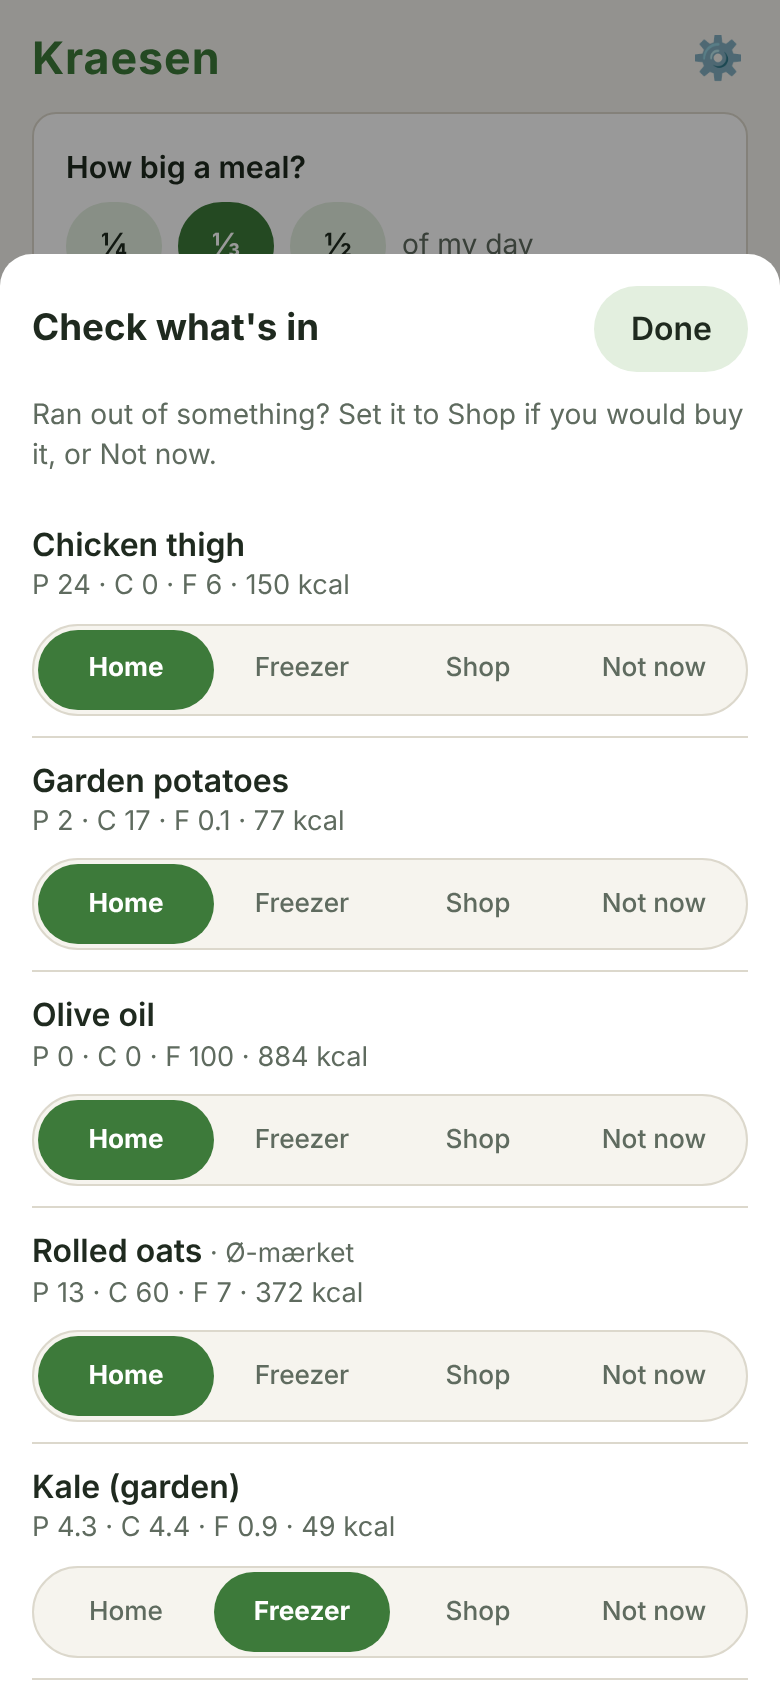 Kraesen
How big a meal?
¼ ⅓ ½ of my day
Check what's in
Done
Ran out of something? Set it to Shop if you would buy
it, or Not now.
Chicken thigh
P 24 · C 0 · F 6 · 150 kcal
Home Freezer Shop Not now
Garden potatoes
P 2 · C 17 · F 0.1 · 77 kcal
Home Freezer Shop Not now
Olive oil
P 0 · C 0 · F 100 · 884 kcal
Home Freezer Shop Not now
Rolled oats · Ø-mærket
P 13 · C 60 · F 7 · 372 kcal
Home Freezer Shop Not now
Kale (garden)
P 4.3 · C 4.4 · F 0.9 · 49 kcal
Home Freezer Shop Not now